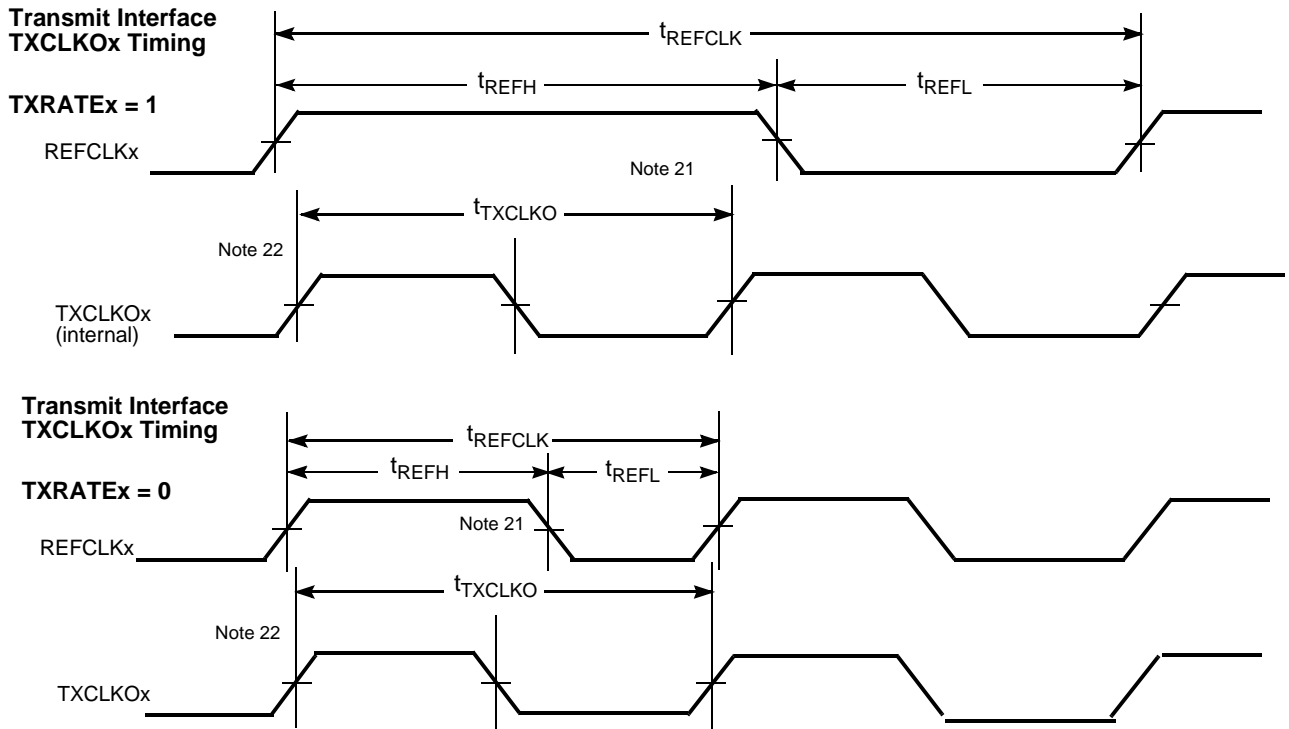 Transmit Interface
TXCLKOx Timing
tREFCLK
tREFH
tREFL
TXRATEx = 1
REFCLKx
Note 21
tTXCLKO
Note 22
TXCLKOx
(internal)
Transmit Interface
TXCLKOx Timing
tREFCLK
tREFH
tREFL
TXRATEx = 0
Note 21
REFCLKx
tTXCLKO
Note 22
TXCLKOx